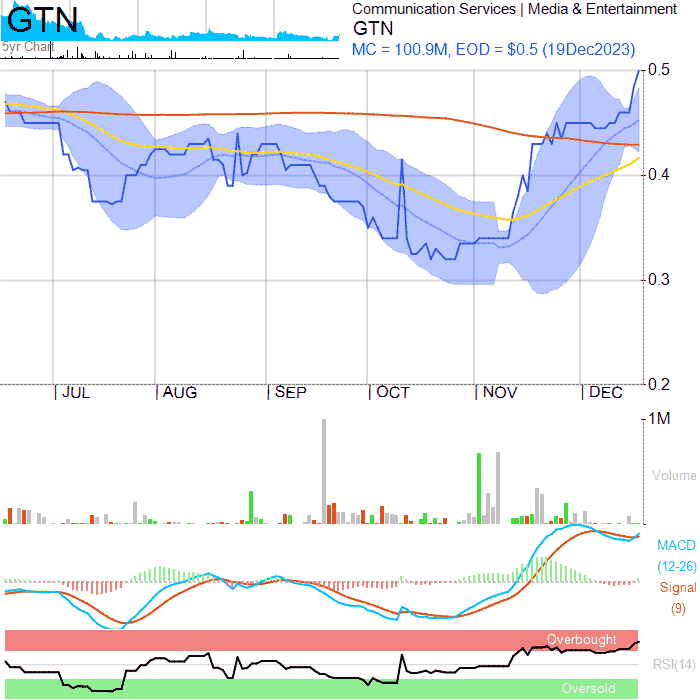 GTN
5yr Chart
Communication Services | Media & Entertainment
GTN
MC = 100.9M, EOD = $0.5 (19Dec2023)
0.5
0.4
0.3
0.2
JUL
AUG
SEP
OCT
NOV
DEC
1M
Volume
MACD
(12-26)
Signal
(9)
Overbought
RSI(14)
Oversold